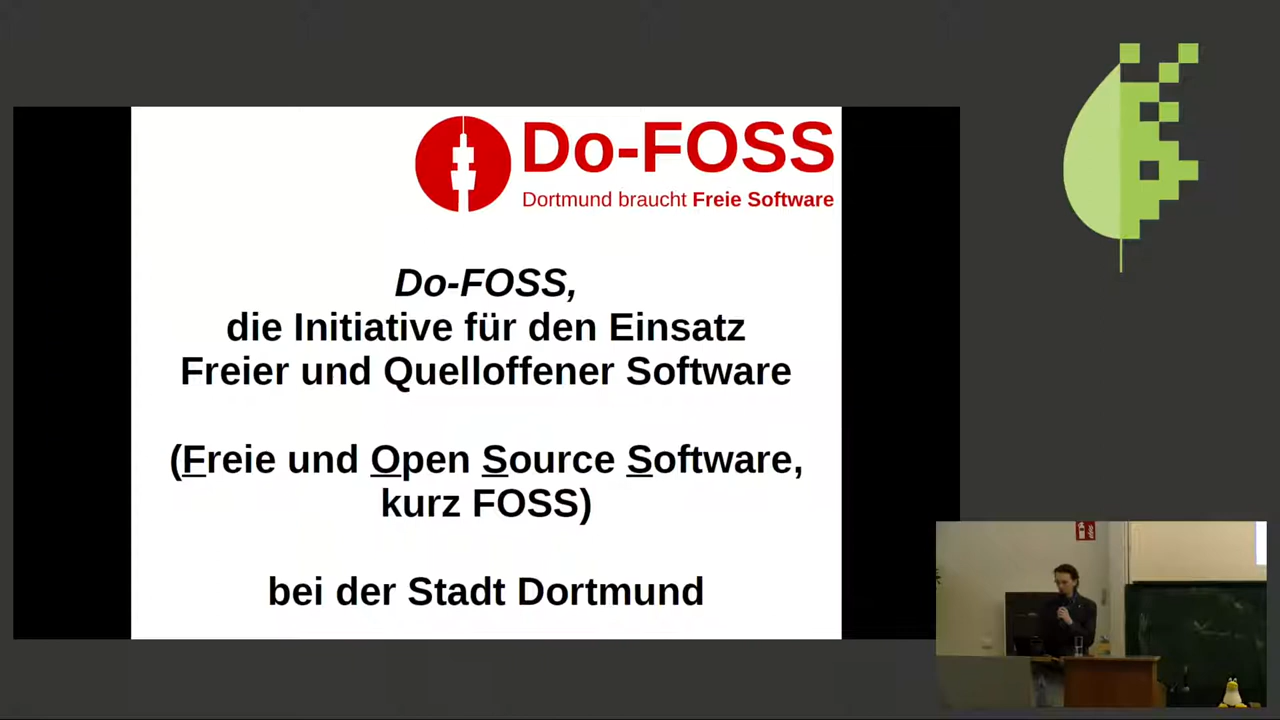 Do-FOSS
Dortmund braucht Freie Software
Do-FOSS,
die Initiative für den Einsatz
Freier und Quelloffener Software
(Freie und Open Source Software,
kurz FOSS)
bei der Stadt Dortmund